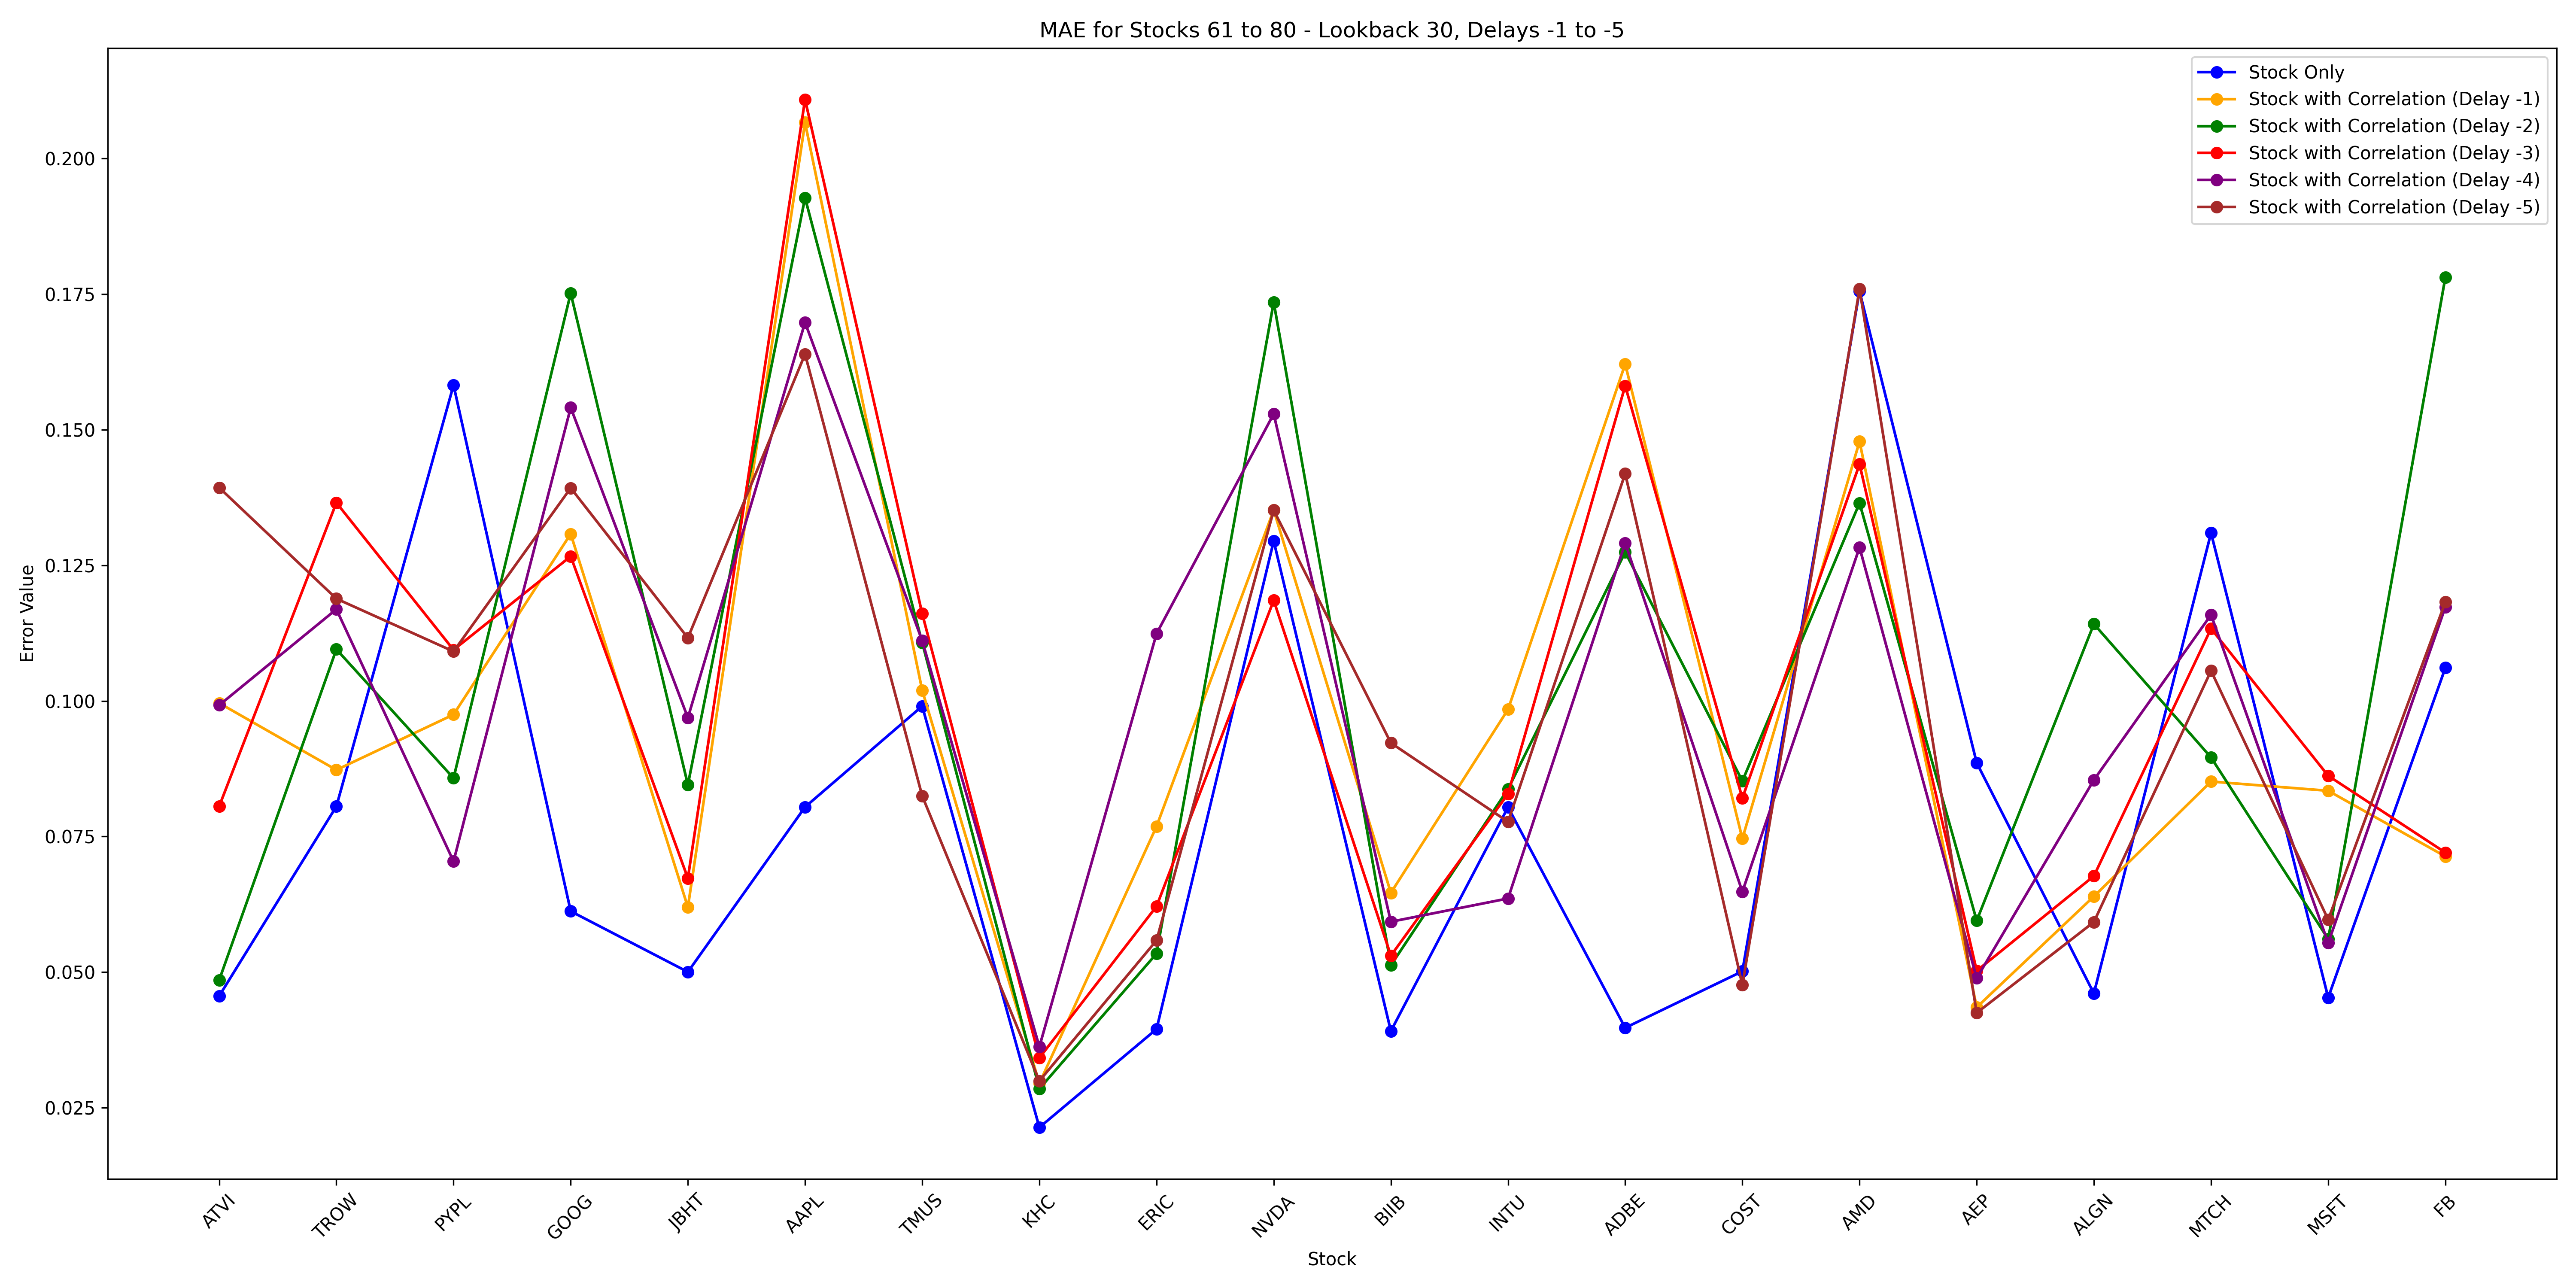 MAE for Stocks 61 to 80 - Lookback 30, Delays -1 to -5
Stock Only
Stock with Correlation (Delay -1)
Stock with Correlation (Delay -2)
Stock with Correlation (Delay -3)
Stock with Correlation (Delay -4)
Stock with Correlation (Delay -5)
Error Value
0.200
0.175
0.150
0.125
0.100
0.075
0.050
0.025
ATVI
TROW
PYPL
GOOG
JBHT
AAPL
TMUS
KHC
ERIC
NVDA
BIIB
INTU
ADBE
COST
AMD
AEP
ALGN
MTCH
MSFT
FB
Stock